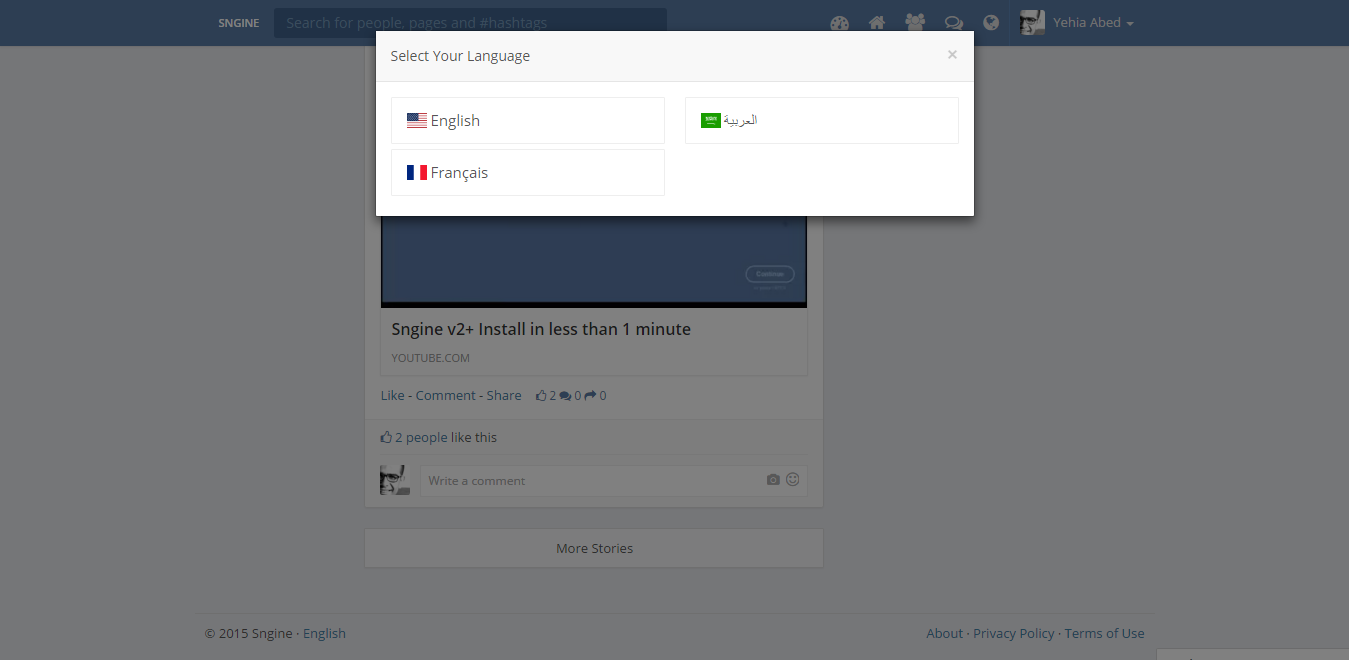 SNGINE Search for people, pages and #hashtags Yehia Abed
Select Your Language ×
English
العربية
Français
Continue
Sngine v2+ Install in less than 1 minute
YOUTUBE.COM
Like - Comment - Share 2 0 0
2 people like this
Write a comment
More Stories
© 2015 Sngine · English
About · Privacy Policy · Terms of Use